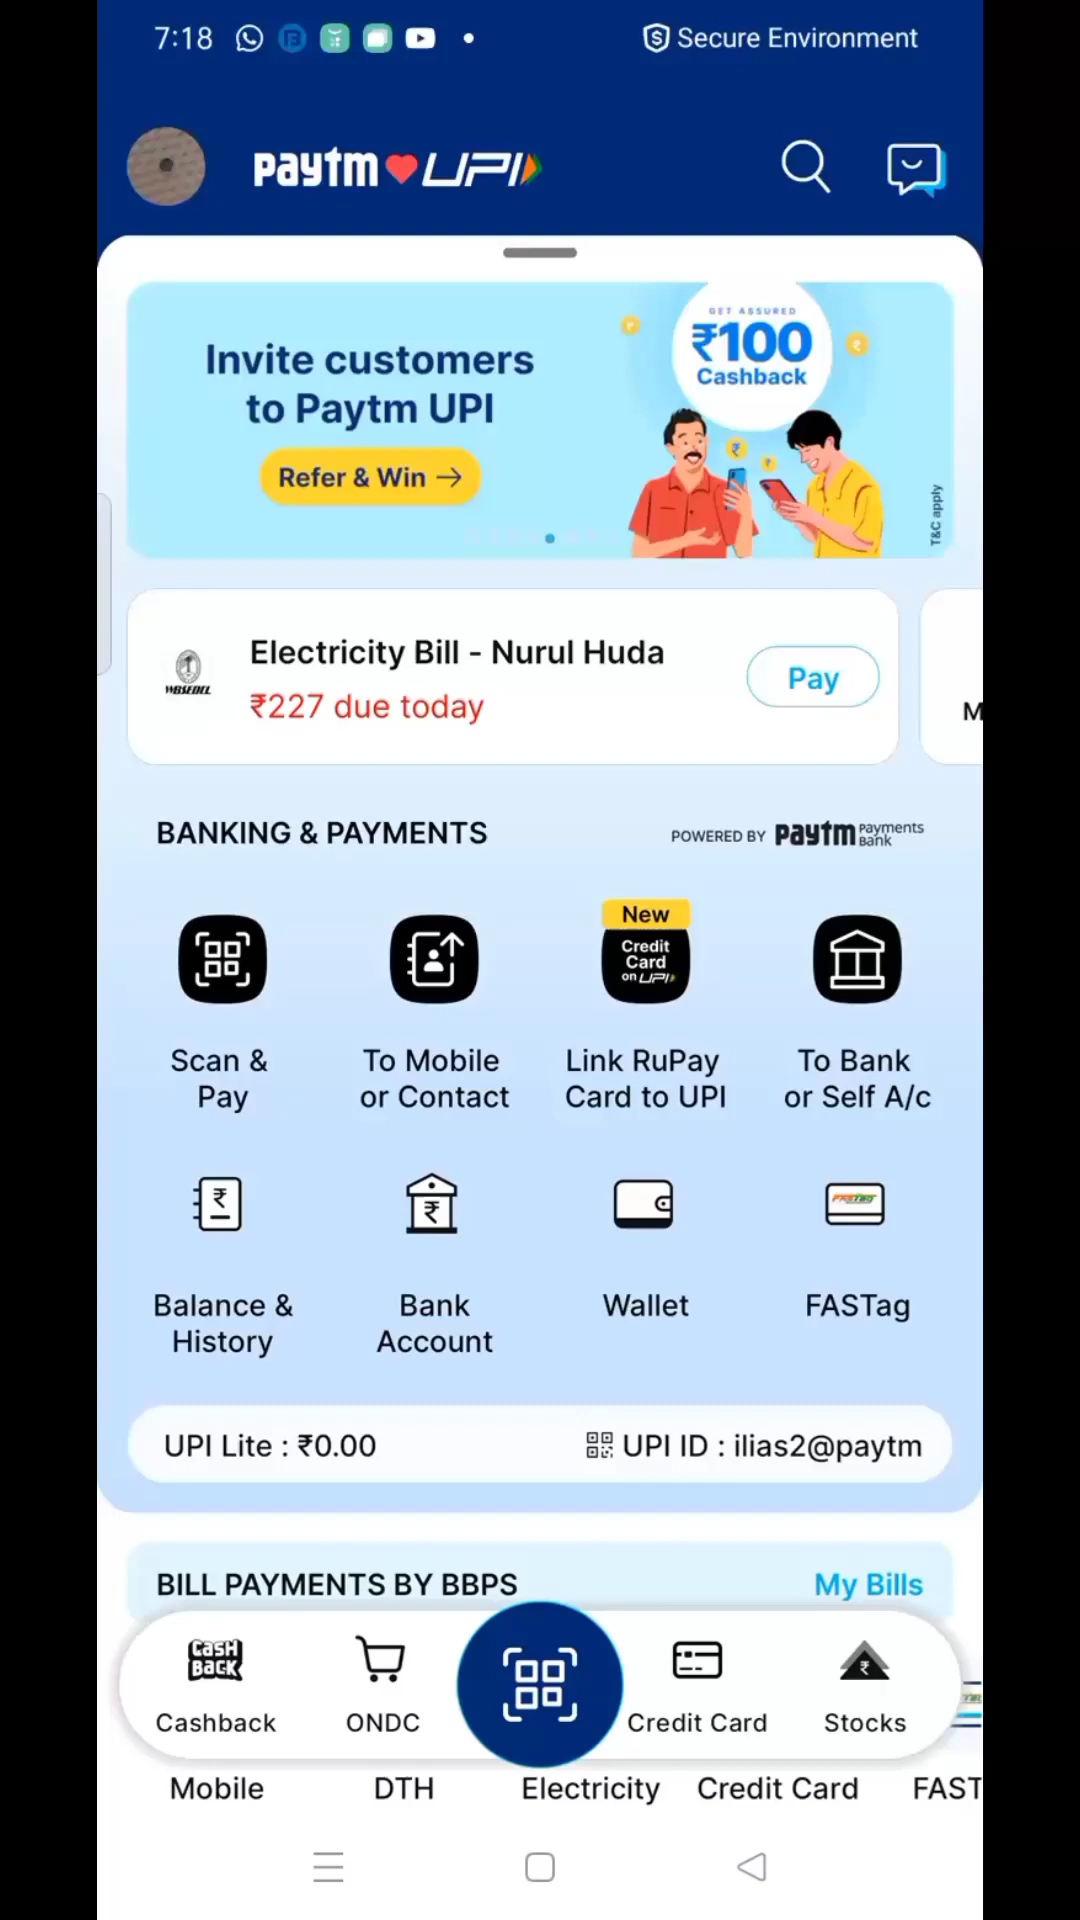 7:18
Secure Environment
paytm UPI
GET ASSURED
₹100
Cashback
Invite customers
to Paytm UPI
Refer & Win →
T&C apply
Electricity Bill - Nurul Huda
₹227 due today
Pay
WBSEDCL
M
BANKING & PAYMENTS
POWERED BY paytm Payments Bank
New
Credit
Card
on UPI
Scan & Pay
To Mobile or Contact
Link RuPay Card to UPI
To Bank or Self A/c
FASTag
Balance & History
Bank Account
Wallet
FASTag
UPI Lite : ₹0.00
UPI ID : ilias2@paytm
BILL PAYMENTS BY BBPS
My Bills
CASH
BACK
Cashback
ONDC
Credit Card
Stocks
Mobile
DTH
Electricity
Credit Card
FAST